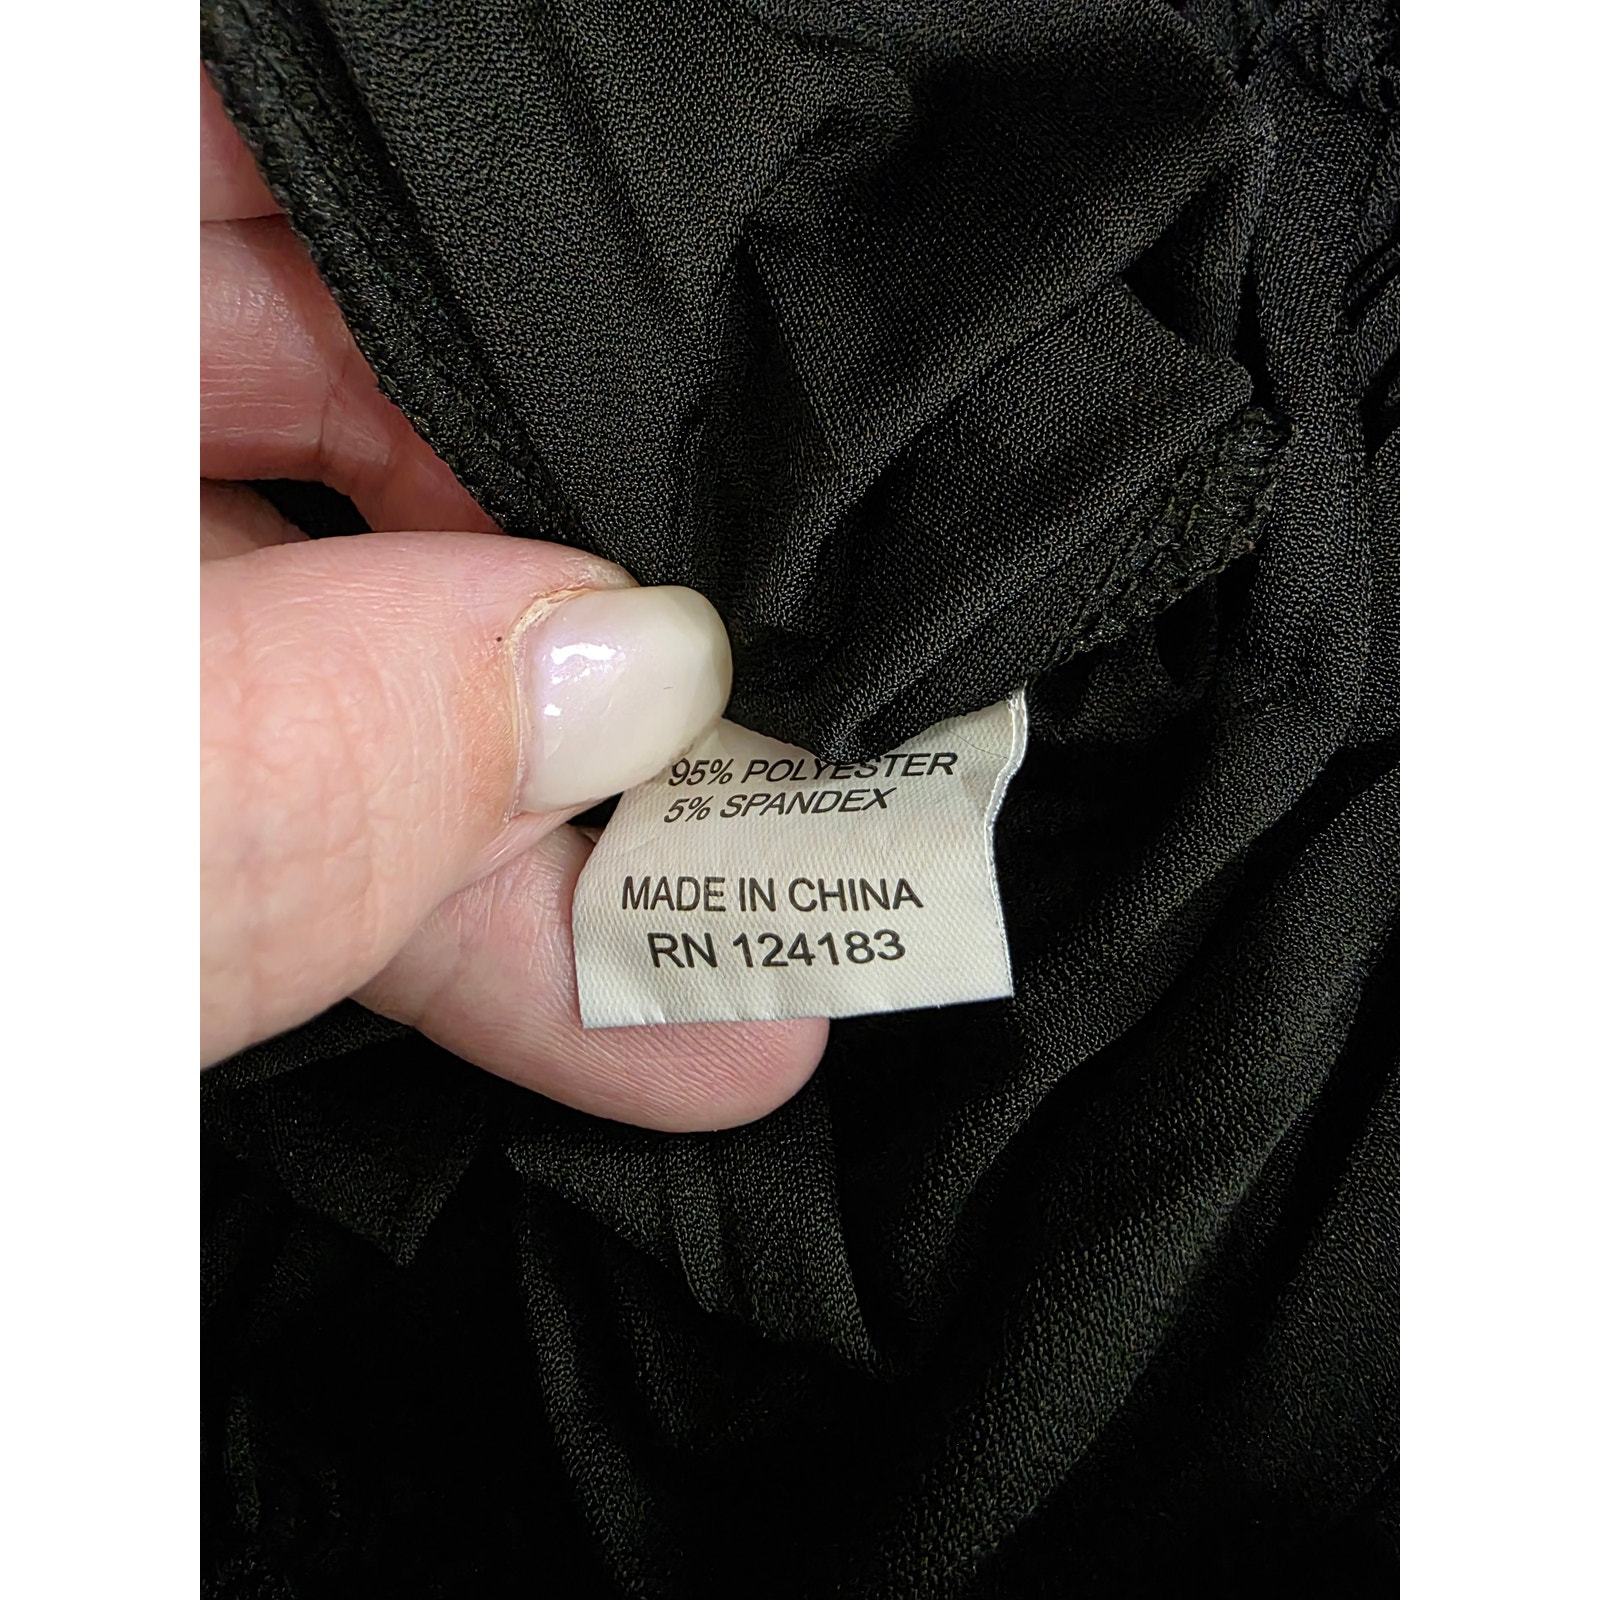 95% POLYESTER
5% SPANDEX
MADE IN CHINA
RN 124183